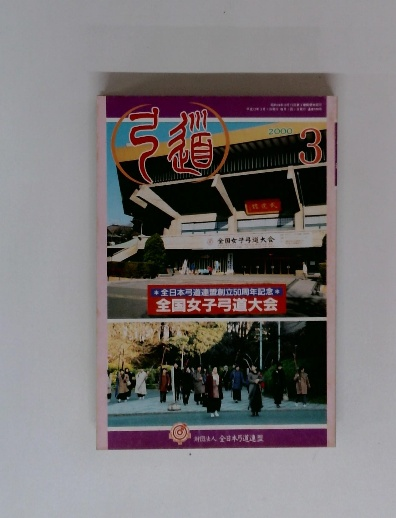 弓道
2000
3
全国女子弓道大会
＊全日本弓道連盟創立50周年記念＊
全国女子弓道大会
財団法人 全日本弓道連盟